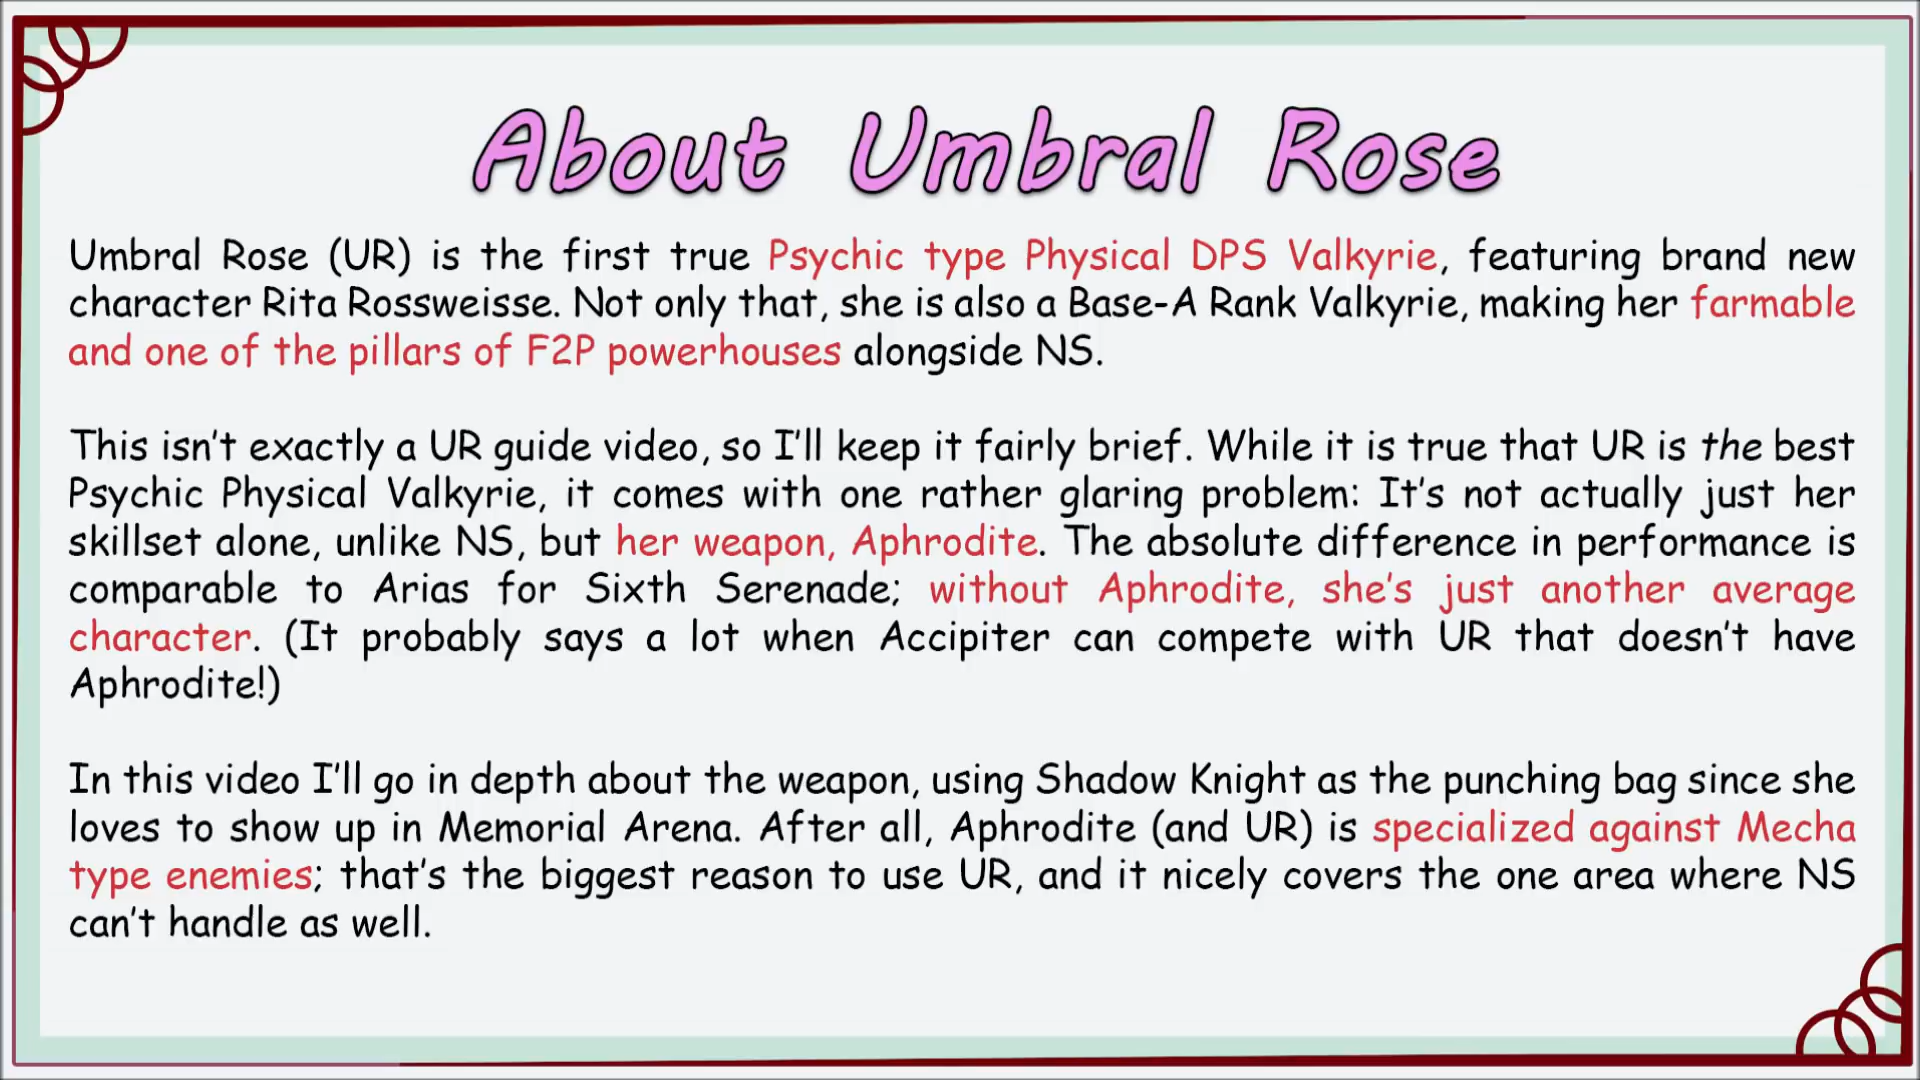 About Umbral Rose
Umbral Rose (UR) is the first true Psychic type Physical DPS Valkyrie, featuring brand new
character Rita Rossweisse. Not only that, she is also a Base-A Rank Valkyrie, making her farmable
and one of the pillars of F2P powerhouses alongside NS.
This isn't exactly a UR guide video, so I'll keep it fairly brief. While it is true that UR is the best
Psychic Physical Valkyrie, it comes with one rather glaring problem: It's not actually just her
skillset alone, unlike NS, but her weapon, Aphrodite. The absolute difference in performance is
comparable to Arias for Sixth Serenade; without Aphrodite, she's just another average
character. (It probably says a lot when Accipiter can compete with UR that doesn't have
Aphrodite!)
In this video I'll go in depth about the weapon, using Shadow Knight as the punching bag since she
loves to show up in Memorial Arena. After all, Aphrodite (and UR) is specialized against Mecha
type enemies; that's the biggest reason to use UR, and it nicely covers the one area where NS
can't handle as well.